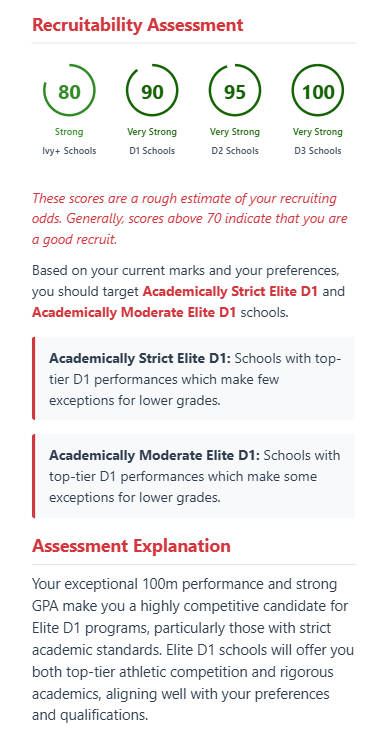 Recruitability Assessment
80
90
95
100
Strong
Very Strong
Very Strong
Very Strong
Ivy+ Schools
D1 Schools
D2 Schools
D3 Schools
These scores are a rough estimate of your recruiting
odds. Generally, scores above 70 indicate that you are
a good recruit.
Based on your current marks and your preferences,
you should target Academically Strict Elite D1 and
Academically Moderate Elite D1 schools.
Academically Strict Elite D1: Schools with top-
tier D1 performances which make few
exceptions for lower grades.
Academically Moderate Elite D1: Schools with
top-tier D1 performances which make some
exceptions for lower grades.
Assessment Explanation
Your exceptional 100m performance and strong
GPA make you a highly competitive candidate for
Elite D1 programs, particularly those with strict
academic standards. Elite D1 schools will offer you
both top-tier athletic competition and rigorous
academics, aligning well with your preferences
and qualifications.